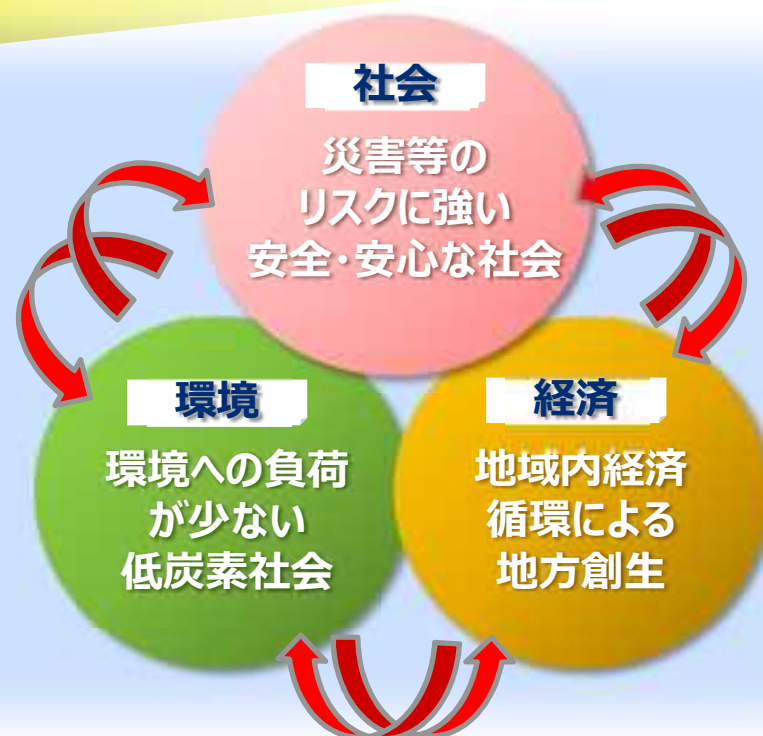 社会
災害等の
リスクに強い
安全・安心な社会
環境
環境への負荷
が少ない
低炭素社会
経済
地域内経済
循環による
地方創生